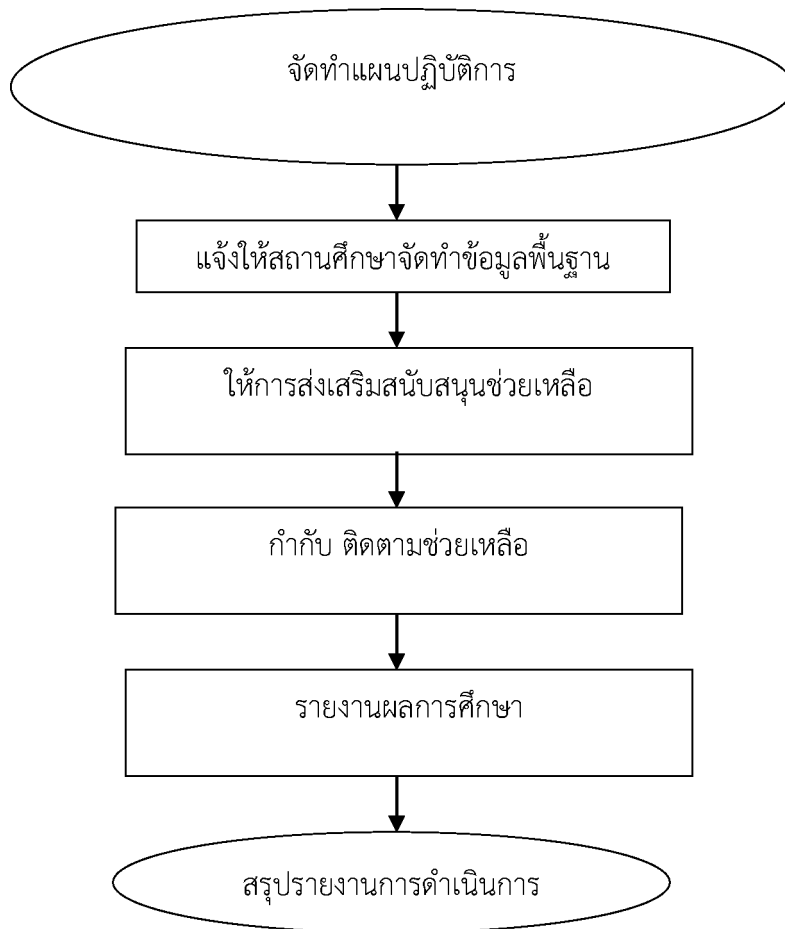 จัดทำแผนปฏิบัติการ
แจ้งให้สถานศึกษาจัดทำข้อมูลพื้นฐาน
ให้การส่งเสริมสนับสนุนช่วยเหลือ
กำกับ ติดตามช่วยเหลือ
รายงานผลการศึกษา
สรุปรายงานการดำเนินการ